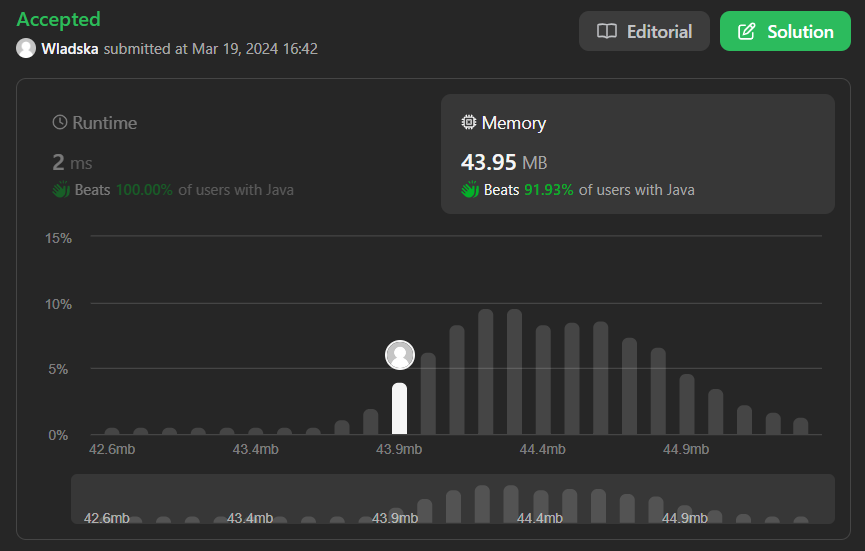 Accepted
Wladska submitted at Mar 19, 2024 16:42
Editorial
Solution
Runtime
2 ms
Beats 100.00% of users with Java
Memory
43.95 MB
Beats 91.93% of users with Java
15%
10%
5%
0%
42.6mb 43.4mb 43.9mb 44.4mb 44.9mb
42.6mb 43.4mb 43.9mb 44.4mb 44.9mb